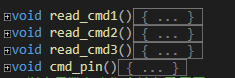 void read_cmd1() { ... }
void read_cmd2() { ... }
void read_cmd3() { ... }
void cmd_pin() { ... }